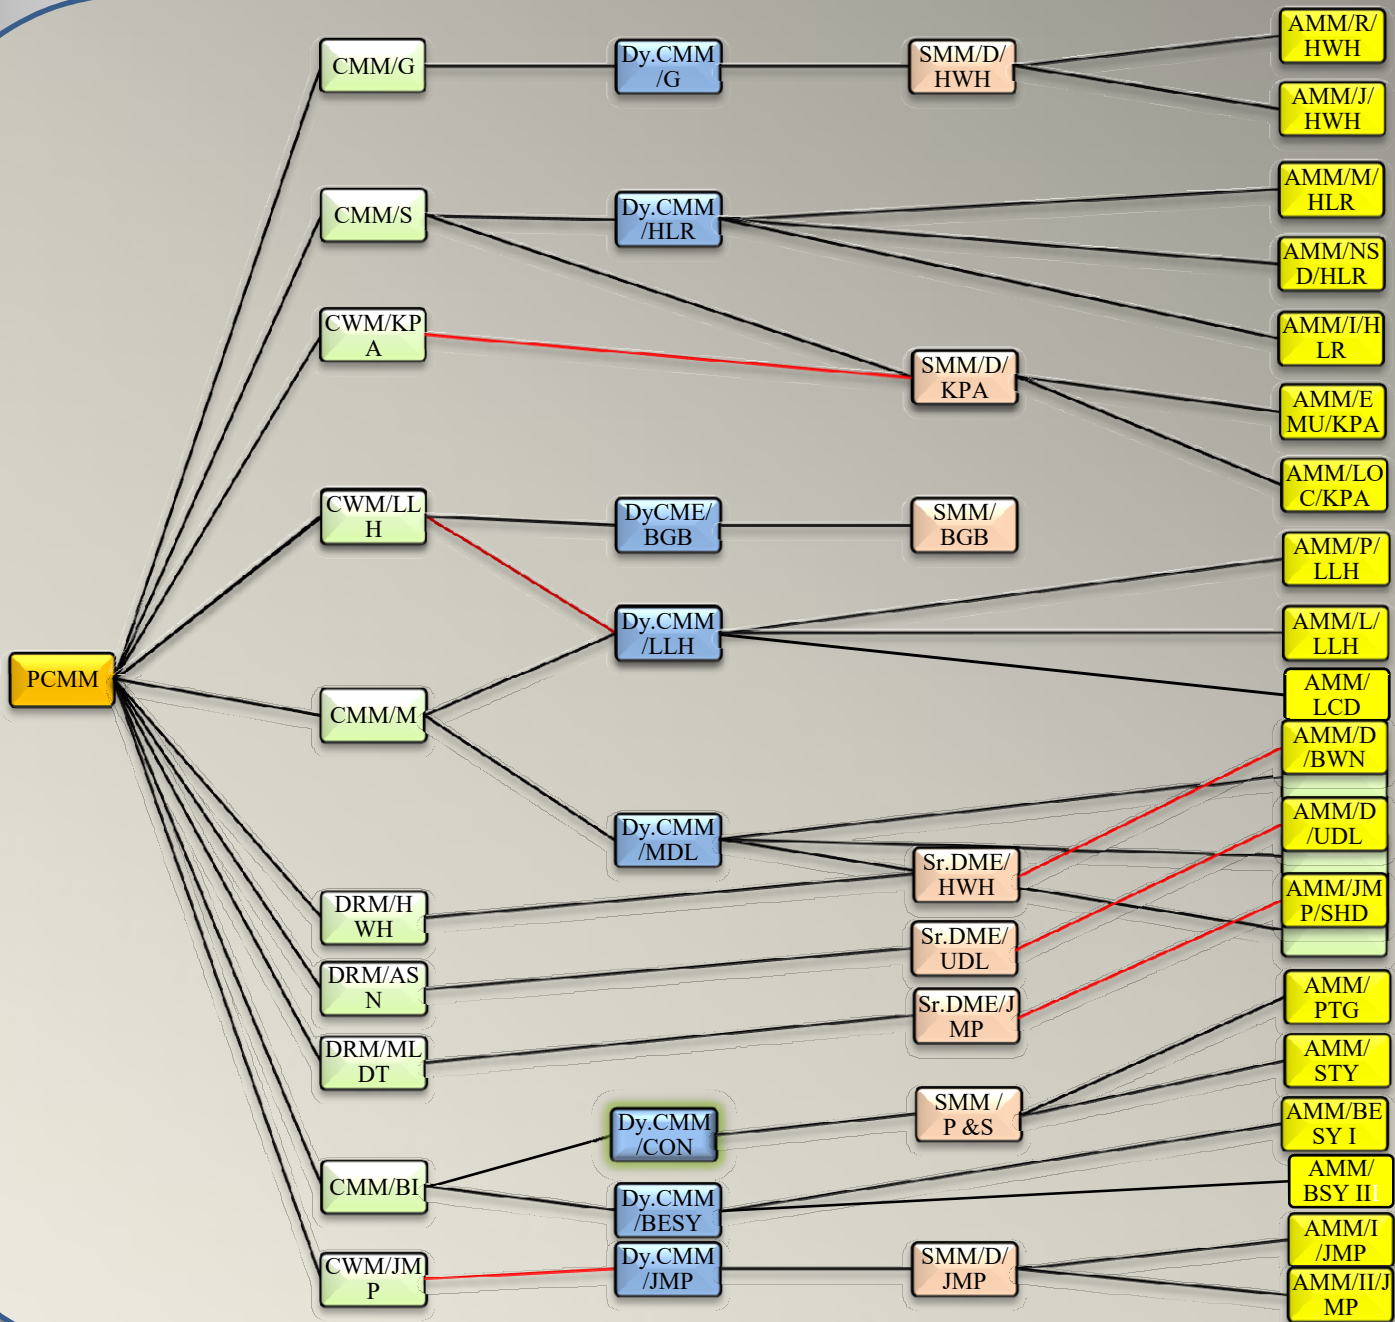 PCMM
CMM/G
CMM/S
CWM/KP
A
CWM/LL
H
CMM/M
DRM/H
WH
DRM/AS
N
DRM/ML
DT
CMM/BI
CWM/JM
P
Dy.CMM
/G
Dy.CMM
/HLR
DyCME/
BGB
Dy.CMM
/LLH
Dy.CMM
/MDL
Dy.CMM
/CON
Dy.CMM
/BESY
Dy.CMM
/JMP
SMM/D/
HWH
SMM/D/
KPA
SMM/
BGB
Sr.DME/
HWH
Sr.DME/
UDL
Sr.DME/J
MP
SMM /
P &S
SMM/D/
JMP
AMM/R/
HWH
AMM/J/
HWH
AMM/M/
HLR
AMM/NS
D/HLR
AMM/I/H
LR
AMM/E
MU/KPA
AMM/LO
C/KPA
AMM/P/
LLH
AMM/L/
LLH
AMM/
LCD
AMM/D
/BWN
AMM/D
/UDL
AMM/JM
P/SHD
AMM/
PTG
AMM/
STY
AMM/BE
SY I
AMM/
BSY III
AMM/I
/JMP
AMM/II/J
MP